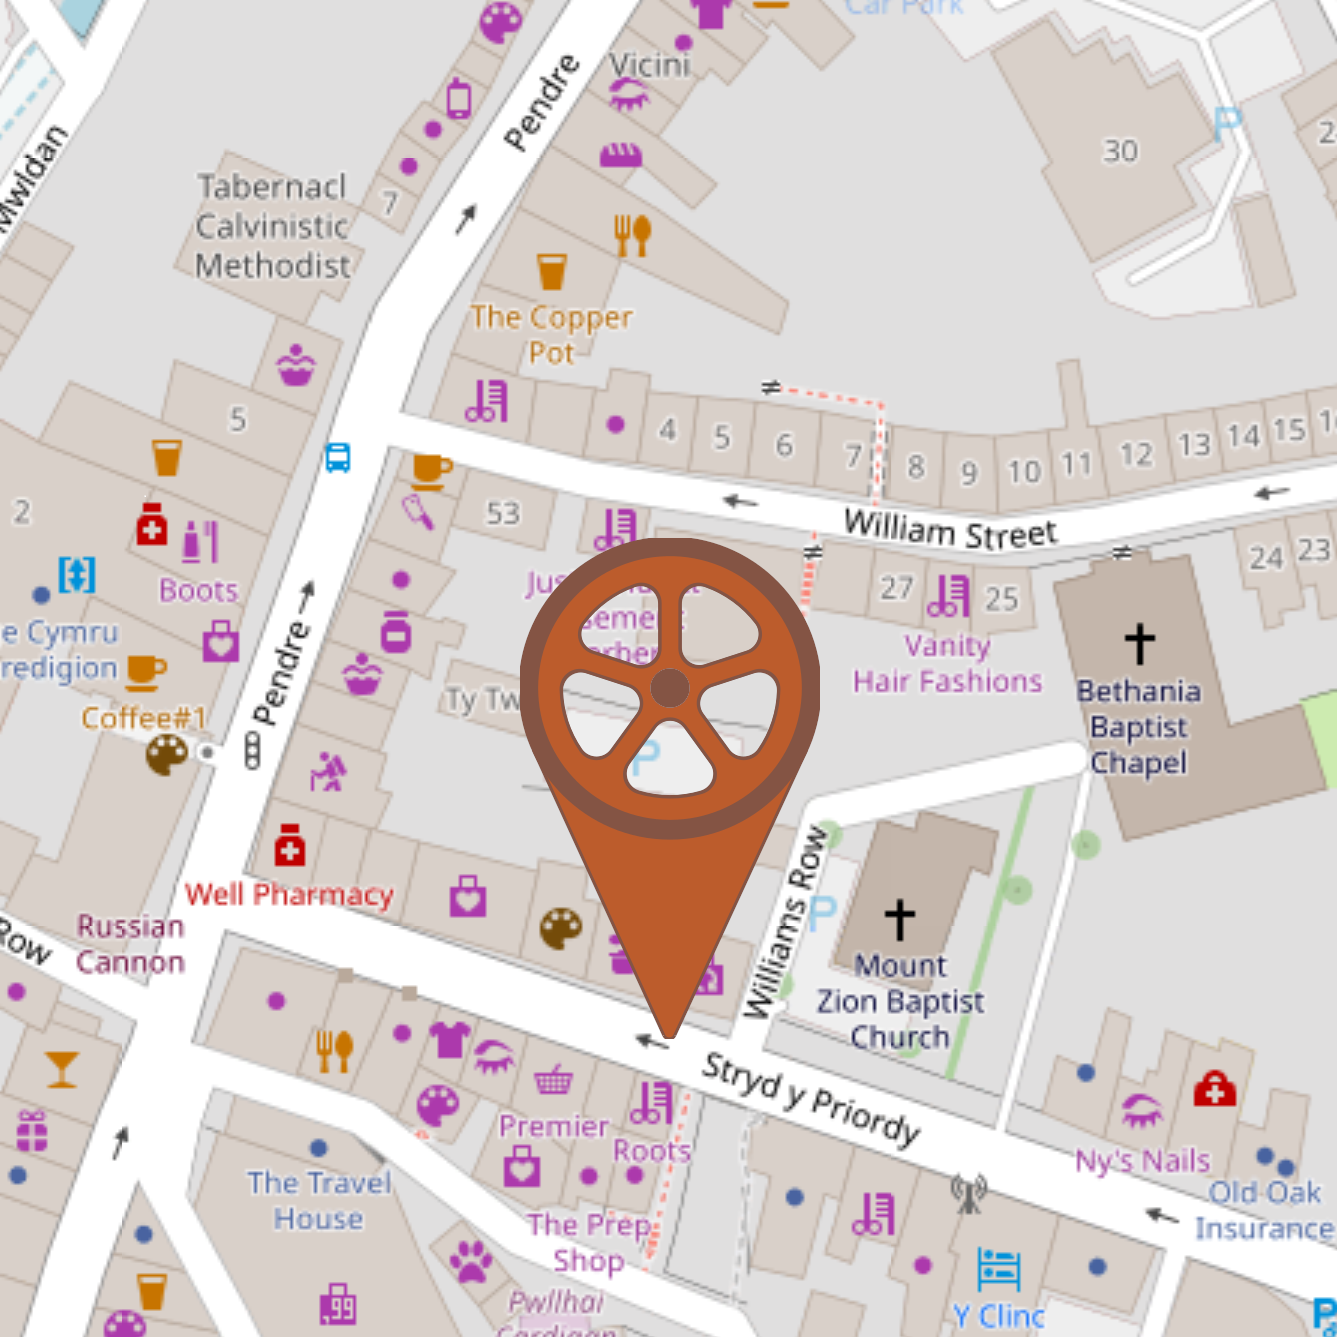 Car Park
Vicini
Pendre
Mwldan
30
P
7
Tabernacl
Calvinistic
Methodist
The Copper
Pot
5
4
5
6
7
8
9
10
11
12
13
14
15
2
53
William Street
24
23
27
25
Boots
Vanity
Hair Fashions
Bethania
Baptist
Chapel
Pendre
Ty Tw
P
Coffee#1
Well Pharmacy
Russian
Cannon
Row
Williams Row
P
Mount
Zion Baptist
Church
Stryd y Priordy
Premier
Roots
Ny's Nails
Old Oak
Insurance
The Travel
House
The Prep
Shop
99
Pwllhai
Cardigan
Y Clinc
P